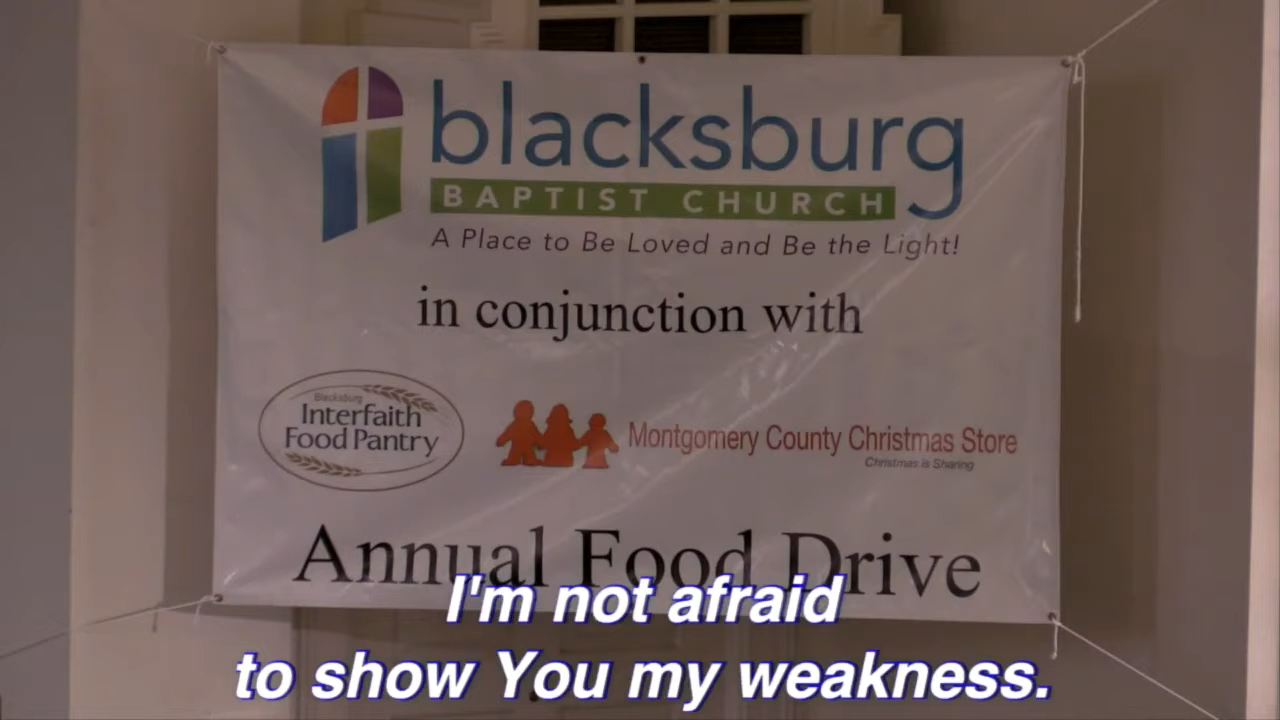 blacksburg
BAPTIST CHURCH
A Place to Be Loved and Be the Light!
in conjunction with
Blacksburg
Interfaith
Food Pantry
Montgomery County Christmas Store
Christmas is Sharing
Annual Food Drive
I'm not afraid
to show You my weakness.